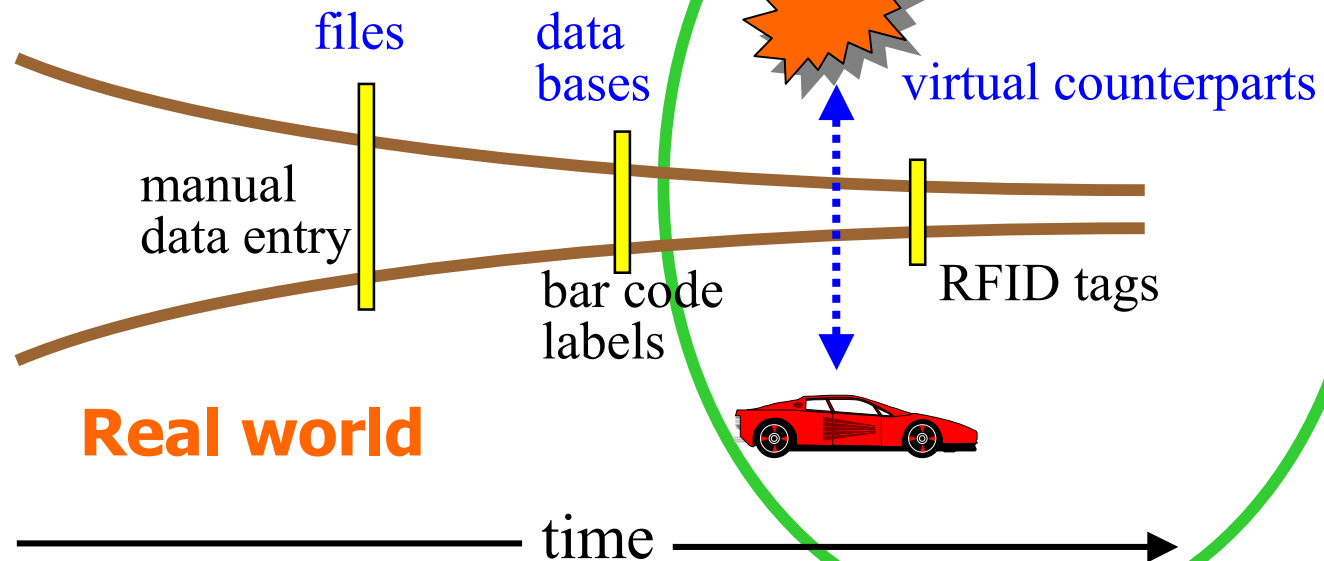 files
data
bases
virtual counterparts
manual
data entry
bar code
labels
RFID tags
Real world
time